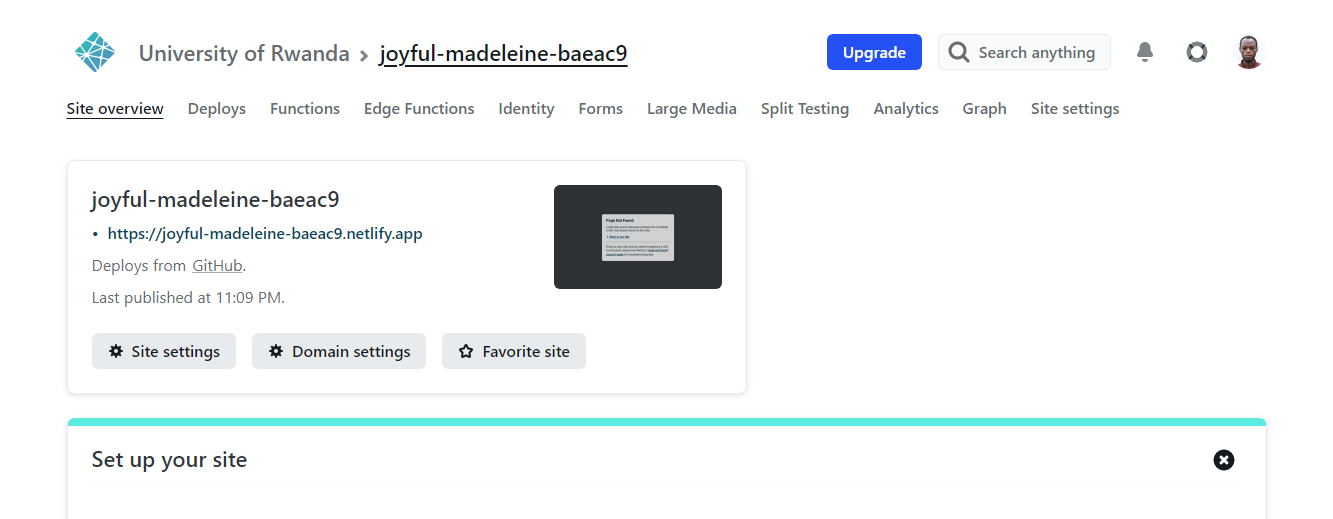 University of Rwanda > joyful-madeleine-baeac9
Upgrade
Search anything
Site overview Deploys Functions Edge Functions Identity Forms Large Media Split Testing Analytics Graph Site settings
joyful-madeleine-baeac9
• https://joyful-madeleine-baeac9.netlify.app
Deploys from GitHub.
Last published at 11:09 PM.
Page Not Found
Site settings
Domain settings
Favorite site
Set up your site